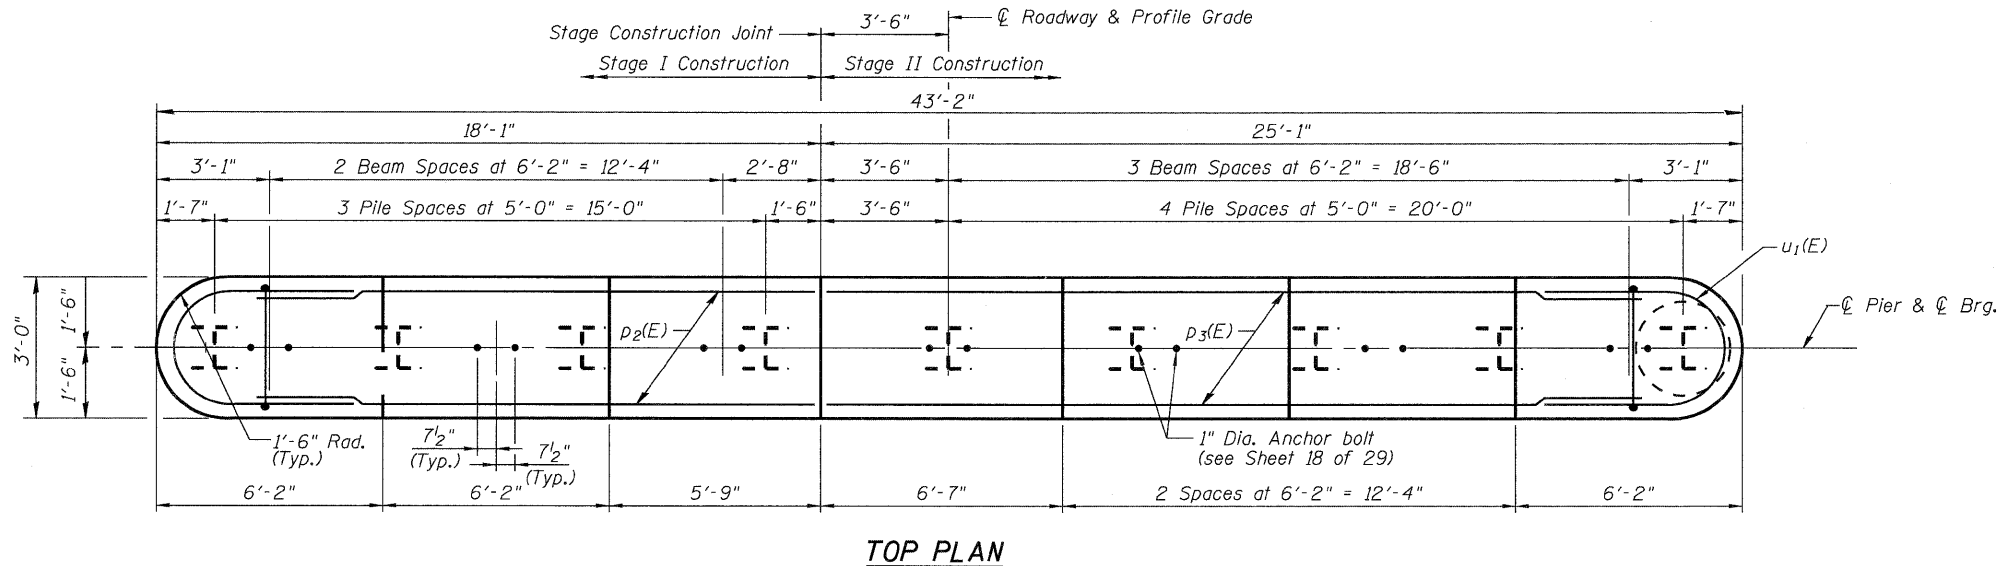 3'-6"
℄ Roadway & Profile Grade
Stage Construction Joint
Stage I Construction
Stage II Construction
43'-2"
18'-1"
25'-1"
3'-1"
2 Beam Spaces at 6'-2" = 12'-4"
2'-8"
3'-6"
3 Beam Spaces at 6'-2" = 18'-6"
3'-1"
1'-7"
3 Pile Spaces at 5'-0" = 15'-0"
1'-6"
3'-6"
4 Pile Spaces at 5'-0" = 20'-0"
1'-7"
u₁(E)
3'-0"
1'-6"
1'-6"
p₂(E)
p₃(E)
℄ Pier & ℄ Brg.
1'-6" Rad.
(Typ.)
7½"
(Typ.)
7½"
(Typ.)
1" Dia. Anchor bolt
(see Sheet 18 of 29)
6'-2"
6'-2"
5'-9"
6'-7"
2 Spaces at 6'-2" = 12'-4"
6'-2"
TOP PLAN